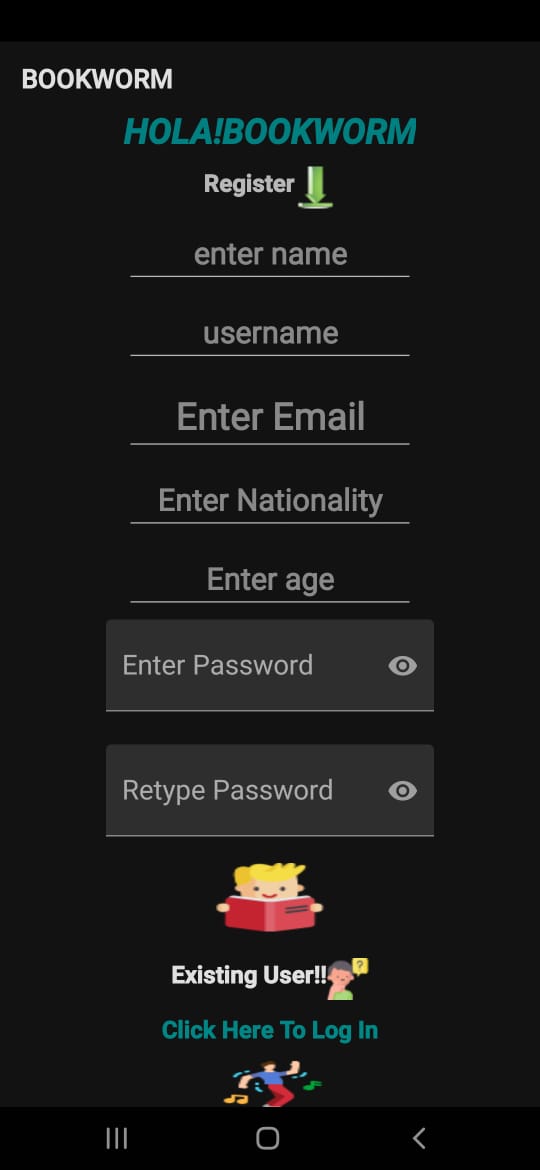 BOOKWORM
HOLA!BOOKWORM
Register
enter name
username
Enter Email
Enter Nationality
Enter age
Enter Password
Retype Password
?
Existing User!!
Click Here To Log In